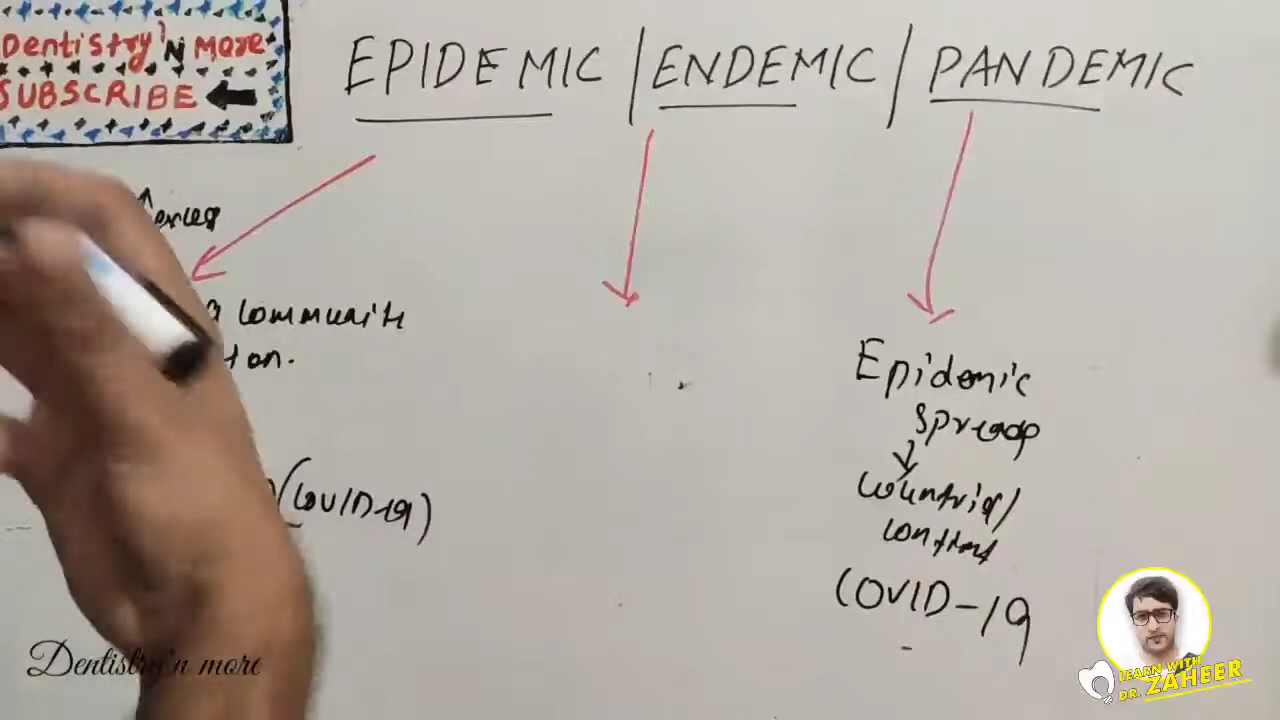 Dentistry'N More
SUBSCRIBE
EPIDEMIC / ENDEMIC / PANDEMIC
a communite
(COVID-19)
Epidemic
spread
countries/
COVID-19
Dentistry'n more
LEARN WITH
DR. ZAHEER